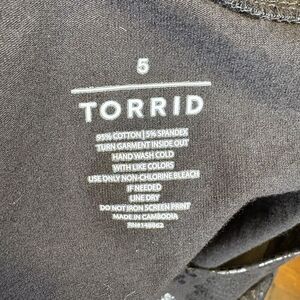 5
TORRID
95% COTTON | 5% SPANDEX
TURN GARMENT INSIDE OUT
HAND WASH COLD
WITH LIKE COLORS
USE ONLY NON-CHLORINE BLEACH
IF NEEDED
LINE DRY
DO NOT IRON SCREEN PRINT
MADE IN CAMBODIA